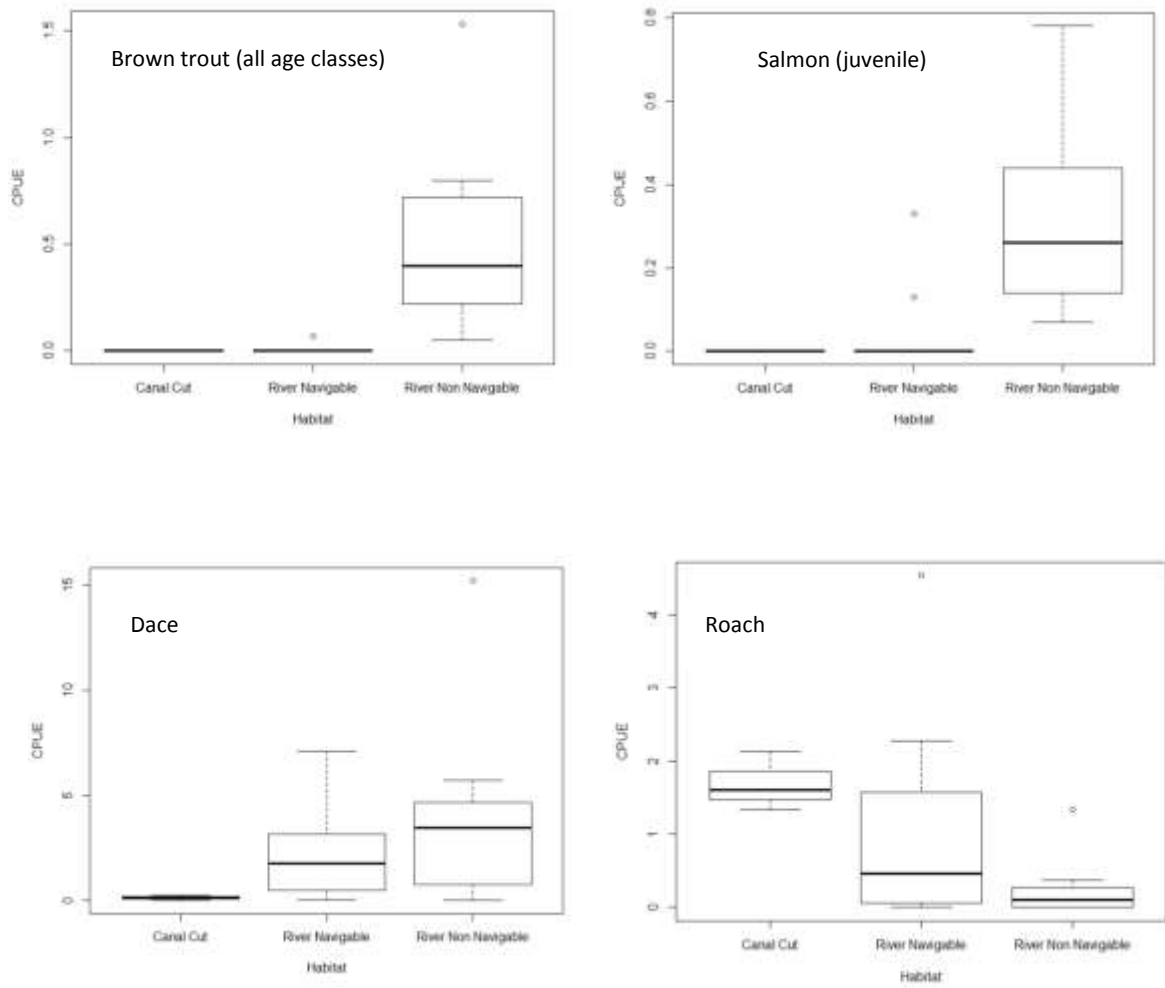 Brown trout (all age classes)
CPUE
0.0
0.5
1.0
1.5
Canal Cut
River Navigable
River Non Navigable
Habitat
Salmon (juvenile)
CPUE
0.0
0.2
0.4
0.6
0.8
Canal Cut
River Navigable
River Non Navigable
Habitat
Dace
CPUE
0
5
10
15
Canal Cut
River Navigable
River Non Navigable
Habitat
Roach
CPUE
0
1
2
3
4
Canal Cut
River Navigable
River Non Navigable
Habitat